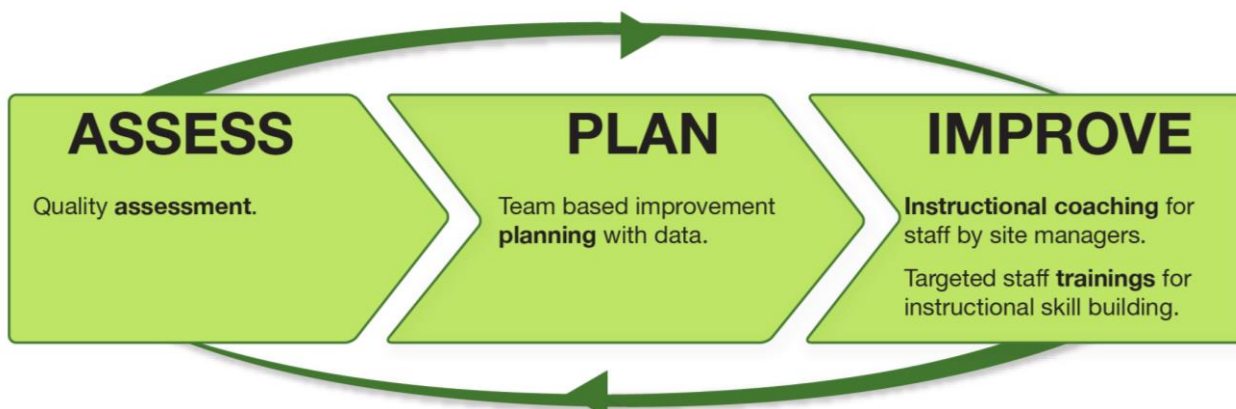 ASSESS
Quality assessment.
PLAN
Team based improvement
planning with data.
IMPROVE
Instructional coaching for
staff by site managers.
Targeted staff trainings for
instructional skill building.